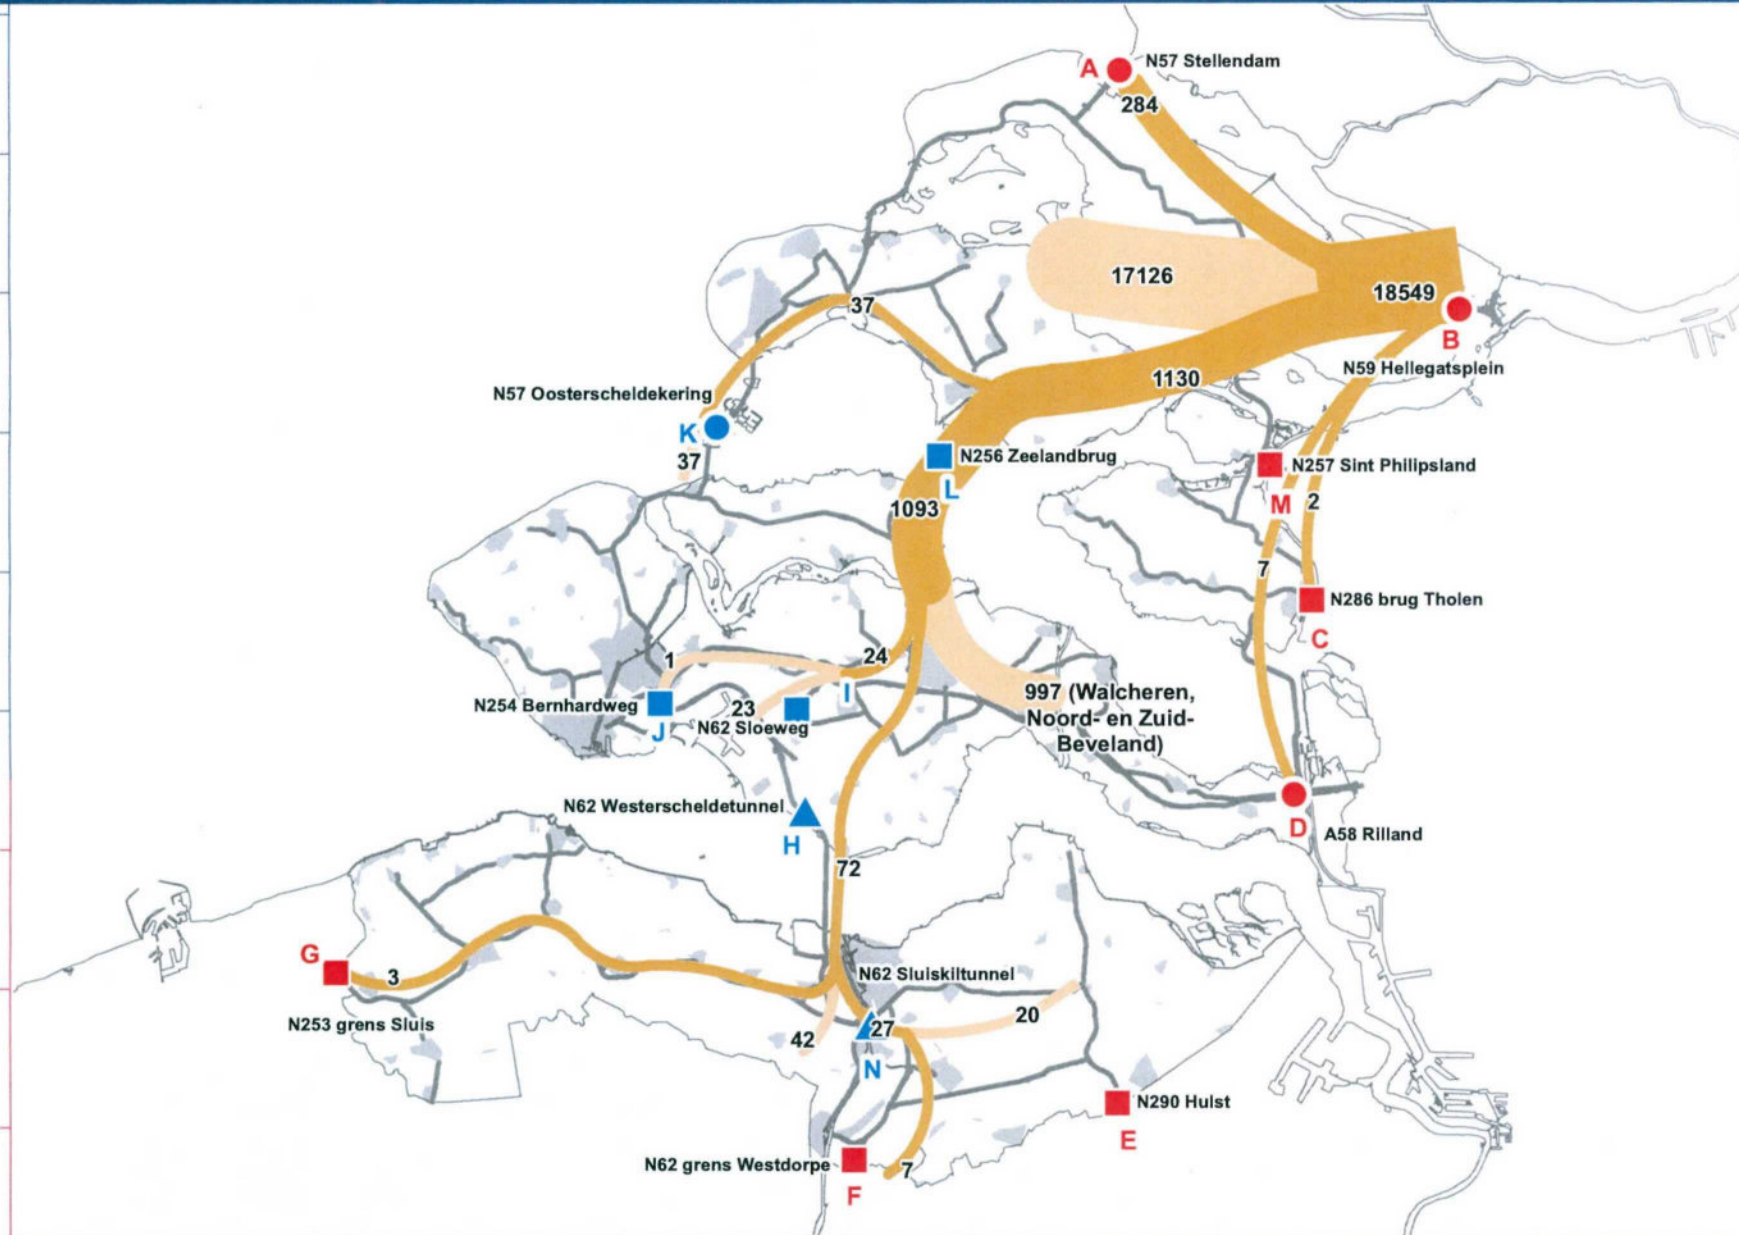 A
N57 Stellendam
284
17126
18549
B
37
N59 Hellegatsplein
1130
N57 Oosterscheldekering
K
37
N256 Zeelandbrug
L
N257 Sint Philipsland
M
2
1093
7
N286 brug Tholen
C
24
1
I
997 (Walcheren,
Noord- en Zuid-
Beveland)
N254 Bernhardweg
J
23
N62 Sloeweg
N62 Westerscheldetunnel
H
D
A58 Rilland
72
G
3
N62 Sluiskiltunnel
N253 grens Sluis
20
27
42
N
N290 Hulst
E
N62 grens Westdorpe
7
F